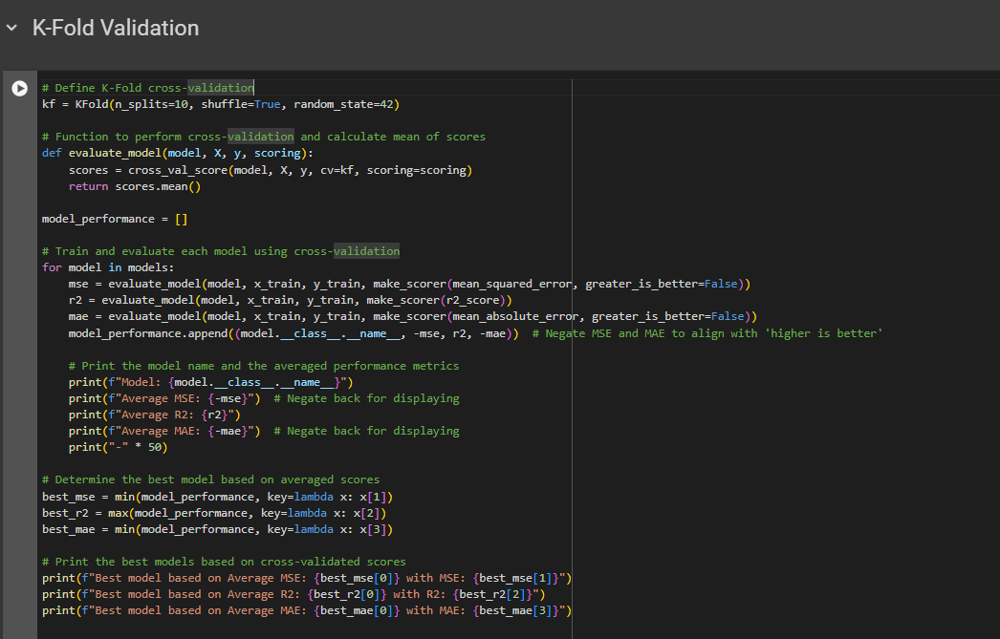 K-Fold Validation
# Define K-Fold cross-validation
kf = KFold(n_splits=10, shuffle=True, random_state=42)
# Function to perform cross-validation and calculate mean of scores
def evaluate_model(model, X, y, scoring):
    scores = cross_val_score(model, X, y, cv=kf, scoring=scoring)
    return scores.mean()
model_performance = []
# Train and evaluate each model using cross-validation
for model in models:
    mse = evaluate_model(model, x_train, y_train, make_scorer(mean_squared_error, greater_is_better=False))
    r2 = evaluate_model(model, x_train, y_train, make_scorer(r2_score))
    mae = evaluate_model(model, x_train, y_train, make_scorer(mean_absolute_error, greater_is_better=False))
    model_performance.append((model.__class__.__name__, -mse, r2, -mae))  # Negate MSE and MAE to align with 'higher is better'
    # Print the model name and the averaged performance metrics
    print(f"Model: {model.__class__.__name__}")
    print(f"Average MSE: {-mse}")  # Negate back for displaying
    print(f"Average R2: {r2}")
    print(f"Average MAE: {-mae}")  # Negate back for displaying
    print("-" * 50)
# Determine the best model based on averaged scores
best_mse = min(model_performance, key=lambda x: x[1])
best_r2 = max(model_performance, key=lambda x: x[2])
best_mae = min(model_performance, key=lambda x: x[3])
# Print the best models based on cross-validated scores
print(f"Best model based on Average MSE: {best_mse[0]} with MSE: {best_mse[1]}")
print(f"Best model based on Average R2: {best_r2[0]} with R2: {best_r2[2]}")
print(f"Best model based on Average MAE: {best_mae[0]} with MAE: {best_mae[3]}")